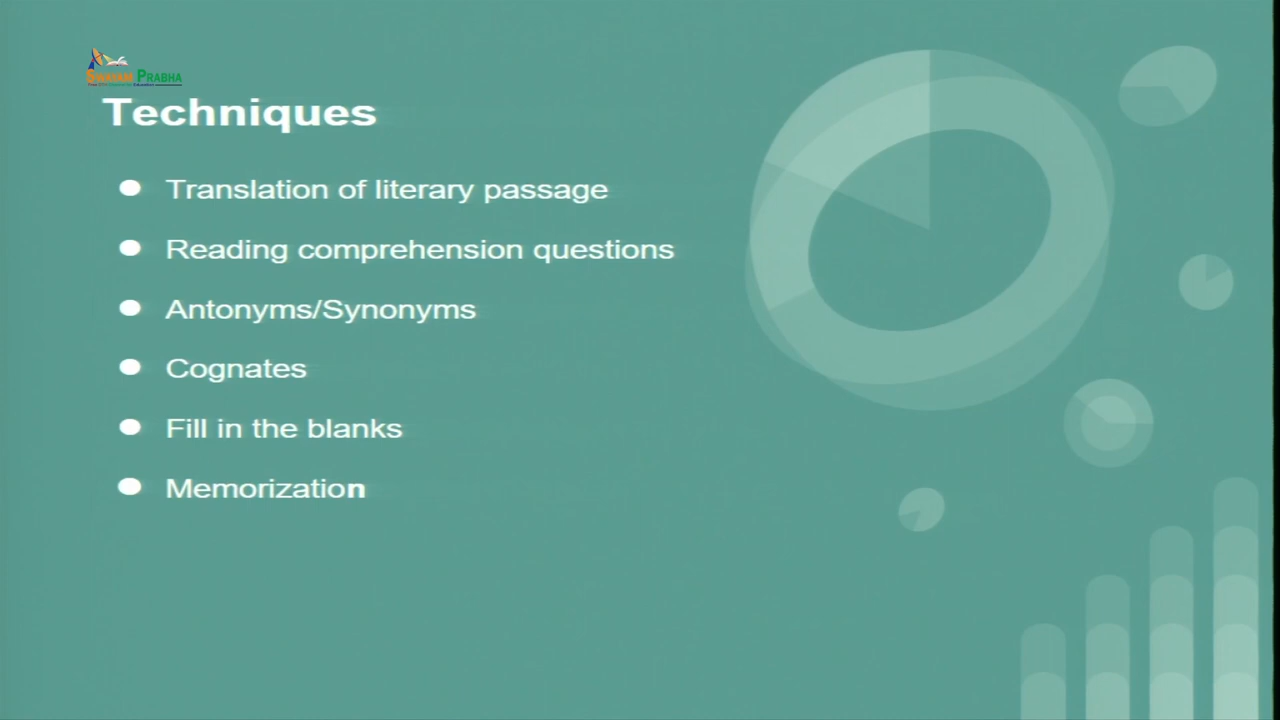 SWAYAM PRABHA
Techniques
Translation of literary passage
Reading comprehension questions
Antonyms/Synonyms
Cognates
Fill in the blanks
Memorization